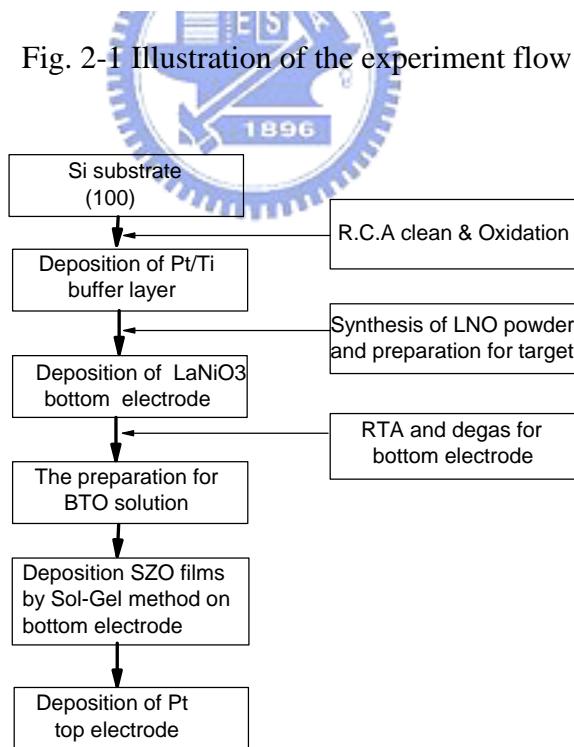 E S A
Fig. 2-1 Illustration of the experiment flow
1896
Si substrate
(100)
R.C.A clean & Oxidation
Deposition of Pt/Ti
buffer layer
Synthesis of LNO powder
and preparation for target
Deposition of LaNiO3
bottom electrode
RTA and degas for
bottom electrode
The preparation for
BTO solution
Deposition SZO films
by Sol-Gel method on
bottom electrode
Deposition of Pt
top electrode